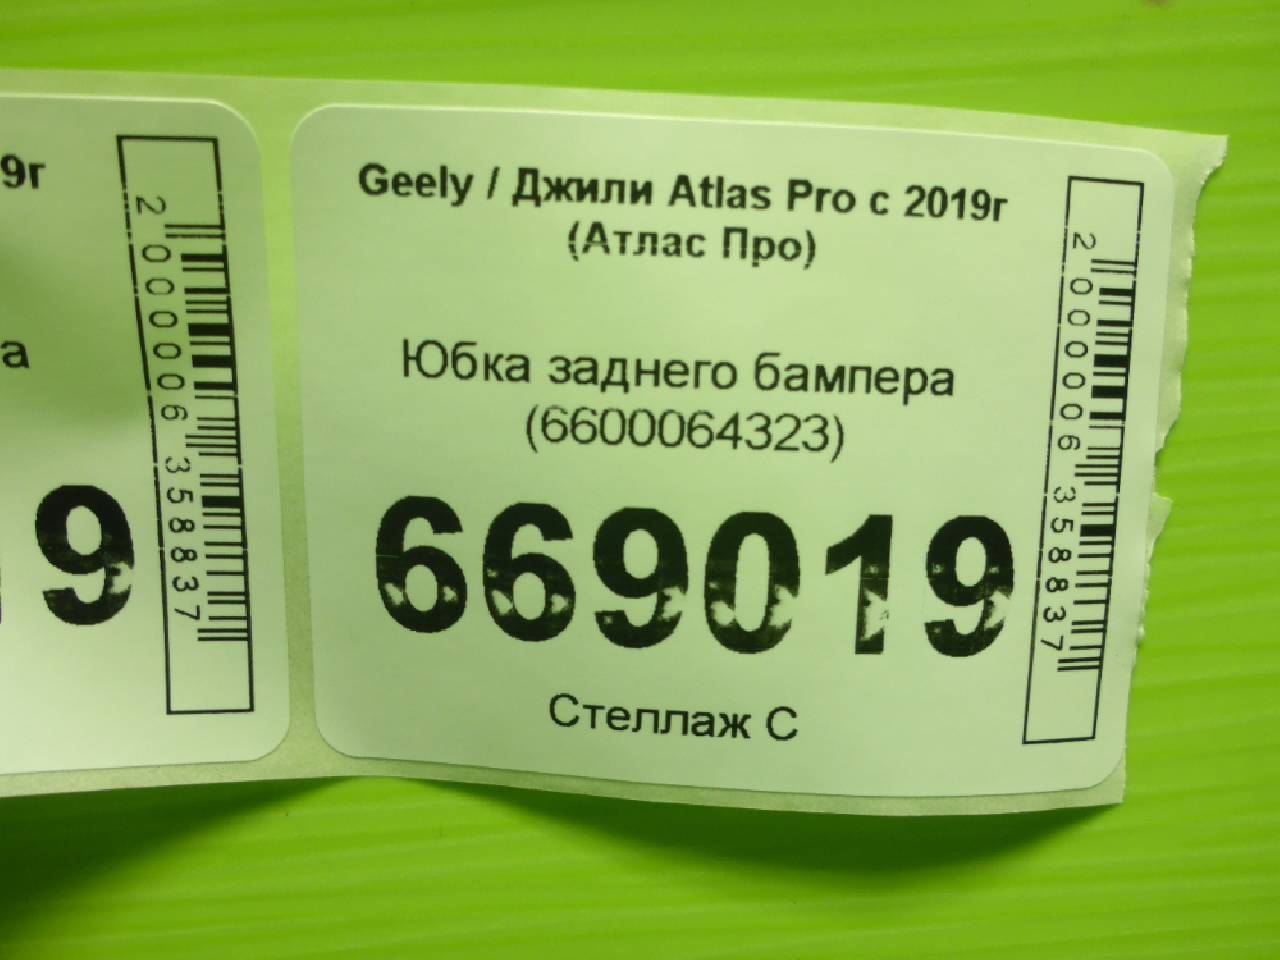 9г
а
9
2000006358837
Geely / Джили Atlas Pro с 2019г
(Атлас Про)
Юбка заднего бампера
(6600064323)
669019
Стеллаж С
2000006358837